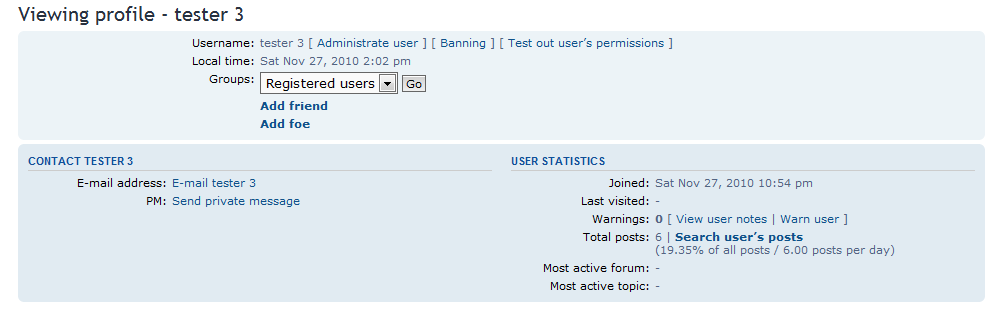 Viewing profile - tester 3
Username: tester 3 [ Administrate user ] [ Banning ] [ Test out user’s permissions ]
Local time: Sat Nov 27, 2010 2:02 pm
Groups: Registered users Go
Add friend
Add foe
CONTACT TESTER 3
E-mail address: E-mail tester 3
PM: Send private message
USER STATISTICS
Joined: Sat Nov 27, 2010 10:54 pm
Last visited: -
Warnings: 0 [ View user notes | Warn user ]
Total posts: 6 | Search user’s posts
(19.35% of all posts / 6.00 posts per day)
Most active forum: -
Most active topic: -